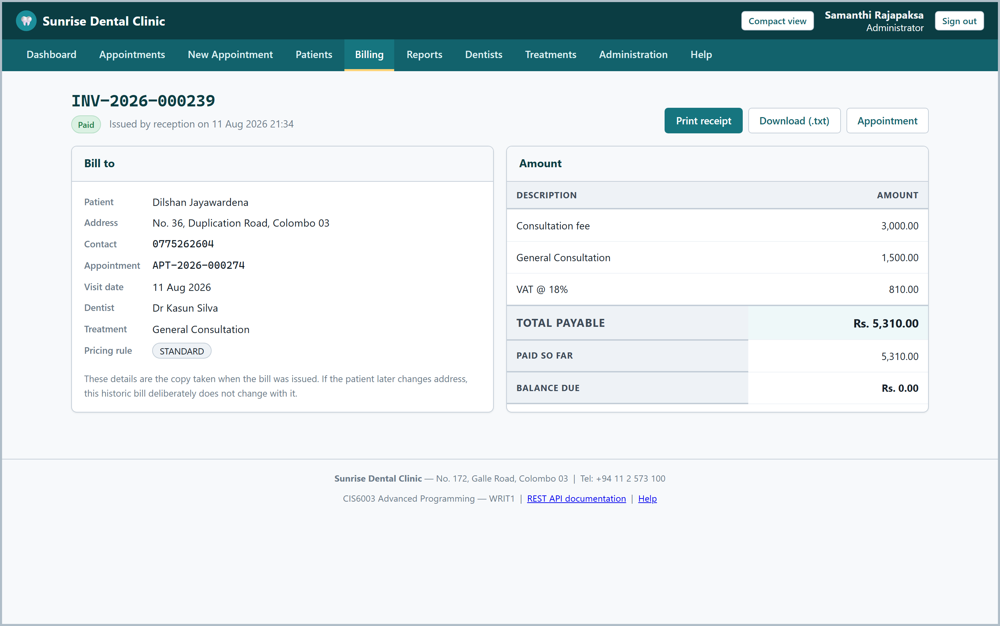 Sunrise Dental Clinic
Compact view
Samanthi Rajapaksa
Administrator
Sign out
Dashboard Appointments New Appointment Patients Billing Reports Dentists Treatments Administration Help
INV-2026-000239
Paid Issued by reception on 11 Aug 2026 21:34
Print receipt Download (.txt) Appointment
Bill to
Patient Dilshan Jayawardena
Address No. 36, Duplication Road, Colombo 03
Contact 0775262604
Appointment APT-2026-000274
Visit date 11 Aug 2026
Dentist Dr Kasun Silva
Treatment General Consultation
Pricing rule STANDARD
These details are the copy taken when the bill was issued. If the patient later changes address,
this historic bill deliberately does not change with it.
Amount
DESCRIPTION AMOUNT
Consultation fee 3,000.00
General Consultation 1,500.00
VAT @ 18% 810.00
TOTAL PAYABLE Rs. 5,310.00
PAID SO FAR 5,310.00
BALANCE DUE Rs. 0.00
Sunrise Dental Clinic — No. 172, Galle Road, Colombo 03 | Tel: +94 11 2 573 100
CIS6003 Advanced Programming — WRIT1 | REST API documentation | Help